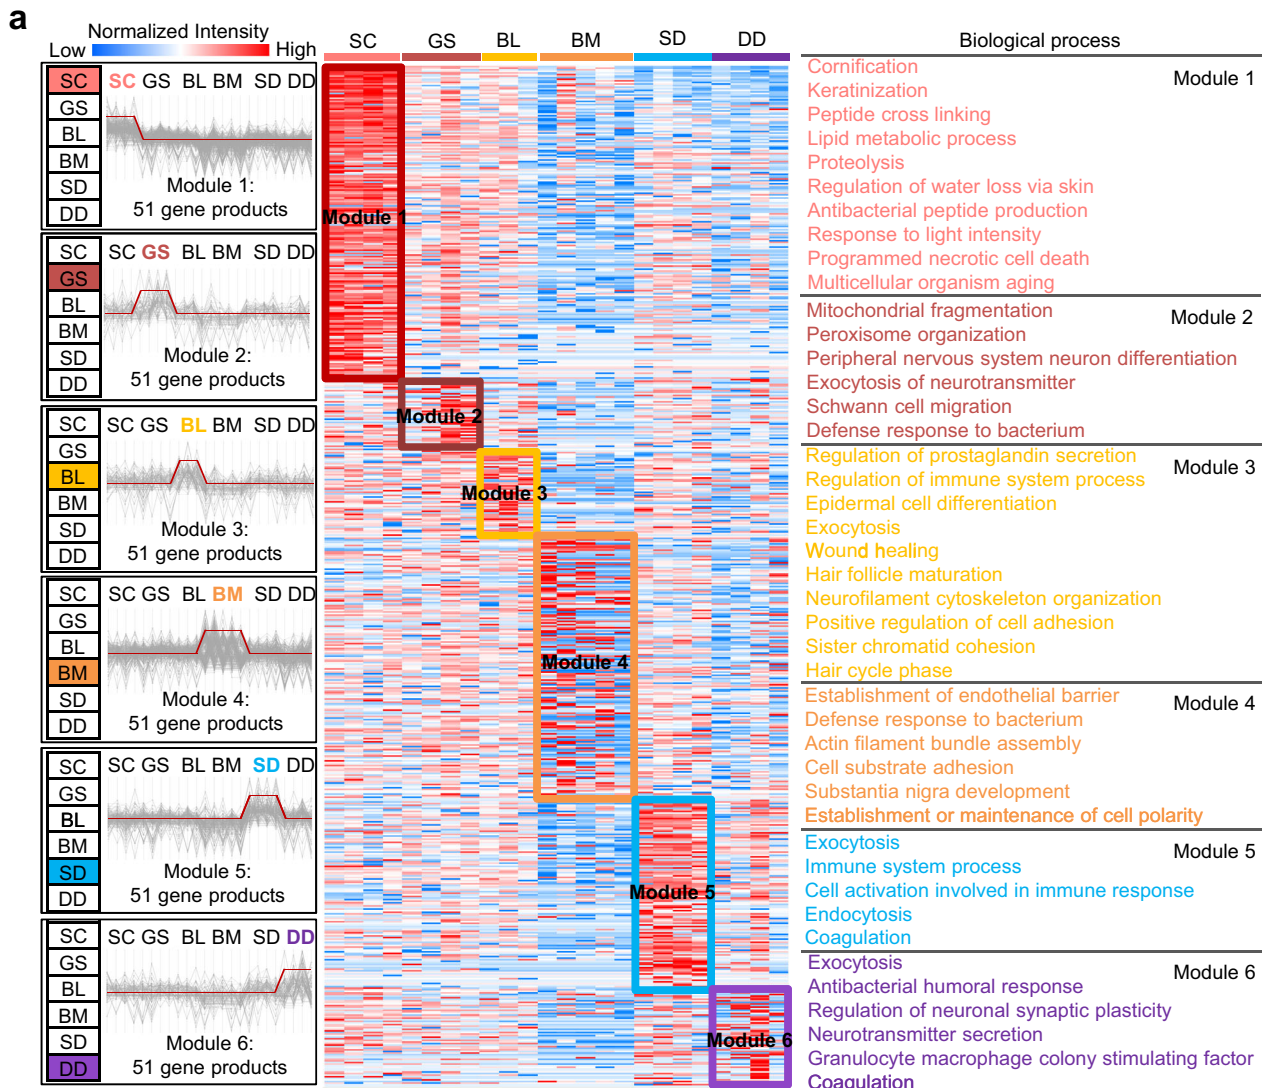 a
Normalized Intensity
Low High
SC GS BL BM SD DD
Biological process
SC
GS
BL
BM
SD
DD
SC GS BL BM SD DD
Module 1:
51 gene products
SC
GS
BL
BM
SD
DD
SC GS BL BM SD DD
Module 2:
51 gene products
SC
GS
BL
BM
SD
DD
SC GS BL BM SD DD
Module 3:
51 gene products
SC
GS
BL
BM
SD
DD
SC GS BL BM SD DD
Module 4:
51 gene products
SC
GS
BL
BM
SD
DD
SC GS BL BM SD DD
Module 5:
51 gene products
SC
GS
BL
BM
SD
DD
SC GS BL BM SD DD
Module 6:
51 gene products
Module 1
Module 2
Module 3
Module 4
Module 5
Module 6
Module 1
Cornification
Keratinization
Peptide cross linking
Lipid metabolic process
Proteolysis
Regulation of water loss via skin
Antibacterial peptide production
Response to light intensity
Programmed necrotic cell death
Multicellular organism aging
Module 2
Mitochondrial fragmentation
Peroxisome organization
Peripheral nervous system neuron differentiation
Exocytosis of neurotransmitter
Schwann cell migration
Defense response to bacterium
Module 3
Regulation of prostaglandin secretion
Regulation of immune system process
Epidermal cell differentiation
Exocytosis
Wound healing
Hair follicle maturation
Neurofilament cytoskeleton organization
Positive regulation of cell adhesion
Sister chromatid cohesion
Hair cycle phase
Module 4
Establishment of endothelial barrier
Defense response to bacterium
Actin filament bundle assembly
Cell substrate adhesion
Substantia nigra development
Establishment or maintenance of cell polarity
Module 5
Exocytosis
Immune system process
Cell activation involved in immune response
Endocytosis
Coagulation
Module 6
Exocytosis
Antibacterial humoral response
Regulation of neuronal synaptic plasticity
Neurotransmitter secretion
Granulocyte macrophage colony stimulating factor
Coagulation